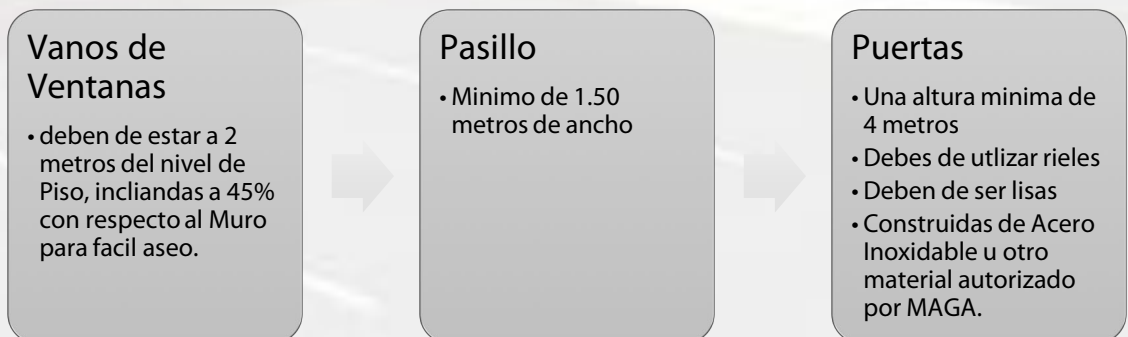 Vanos de
Ventanas
• deben de estar a 2
metros del nivel de
Piso, incliandas a 45%
con respecto al Muro
para facil aseo.
Pasillo
• Minimo de 1.50
metros de ancho
Puertas
• Una altura minima de
4 metros
• Debes de utlizar rieles
• Deben de ser lisas
• Construidas de Acero
Inoxidable u otro
material autorizado
por MAGA.